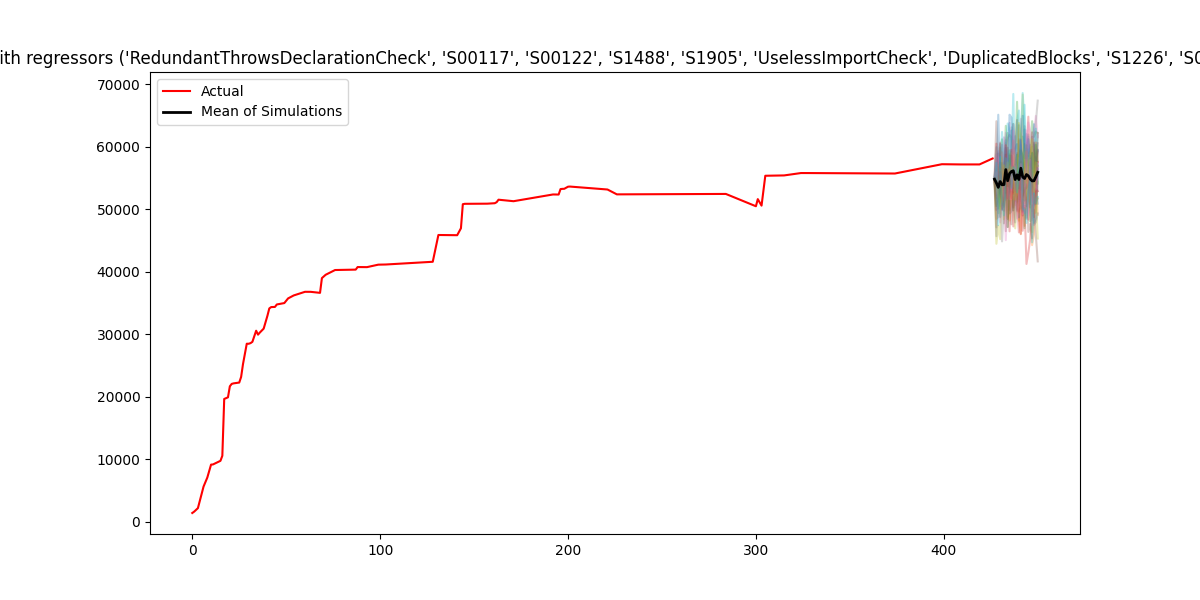 ith regressors ('RedundantThrowsDeclarationCheck', 'S00117', 'S00122', 'S1488', 'S1905', 'UselessImportCheck', 'DuplicatedBlocks', 'S1226', 'S0
Actual
Mean of Simulations
70000
60000
50000
40000
30000
20000
10000
0
0 100 200 300 400